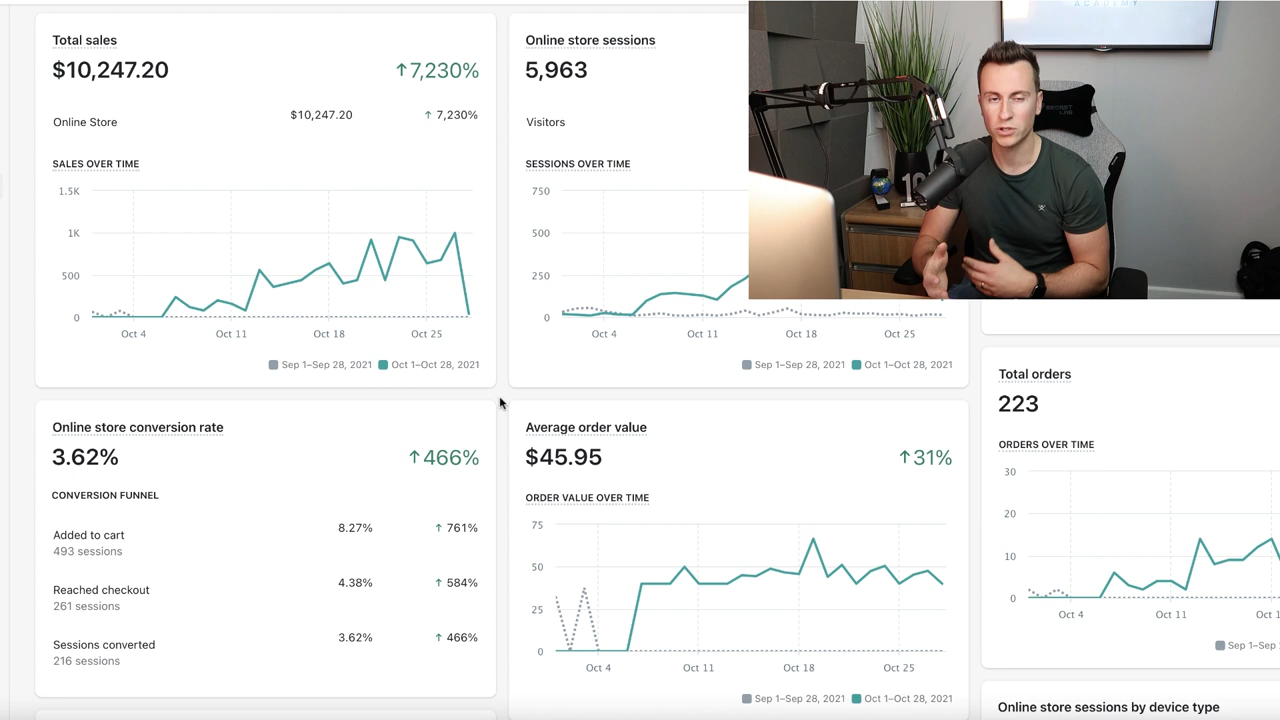 Total sales
$10,247.20
↑7,230%
Online Store
$10,247.20
↑ 7,230%
SALES OVER TIME
1.5K
1K
500
0
Oct 4
Oct 11
Oct 18
Oct 25
Sep 1–Sep 28, 2021
Oct 1–Oct 28, 2021
Online store sessions
5,963
Visitors
SESSIONS OVER TIME
750
500
250
0
Oct 4
Oct 11
Oct 18
Oct 25
Sep 1–Sep 28, 2021
Oct 1–Oct 28, 2021
ACADEMY
Online store conversion rate
3.62%
↑466%
CONVERSION FUNNEL
Added to cart
493 sessions
8.27%
↑ 761%
Reached checkout
261 sessions
4.38%
↑ 584%
Sessions converted
216 sessions
3.62%
↑ 466%
Average order value
$45.95
↑31%
ORDER VALUE OVER TIME
75
50
25
0
Oct 4
Oct 11
Oct 18
Oct 25
Sep 1–Sep 28, 2021
Oct 1–Oct 28, 2021
Total orders
223
ORDERS OVER TIME
30
20
10
0
Oct 4
Oct 11
Oct 1
Sep 1–Sep
Online store sessions by device type